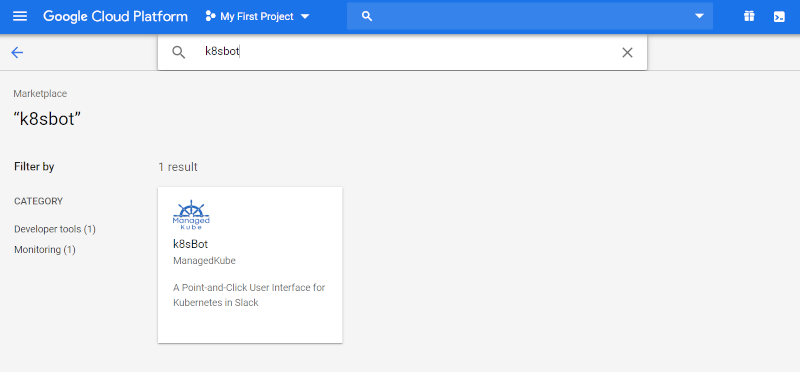 Google Cloud Platform
My First Project
k8sbot
Marketplace
“k8sbot”
Filter by
1 result
CATEGORY
Developer tools (1)
Monitoring (1)
Managed
Kube
k8sBot
ManagedKube
A Point-and-Click User Interface for
Kubernetes in Slack